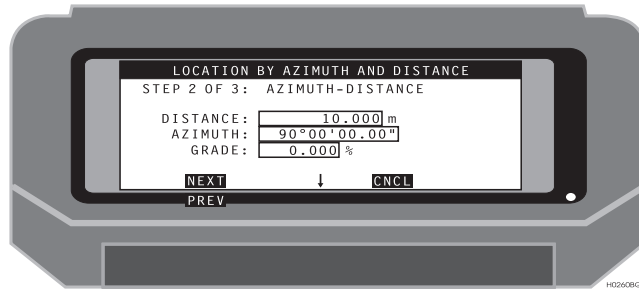 LOCATION BY AZIMUTH AND DISTANCE
STEP 2 OF 3: AZIMUTH-DISTANCE
DISTANCE: 10.000 m
AZIMUTH: 90°00'00.00"
GRADE: 0.000 %
NEXT ↓ CNCL
PREV